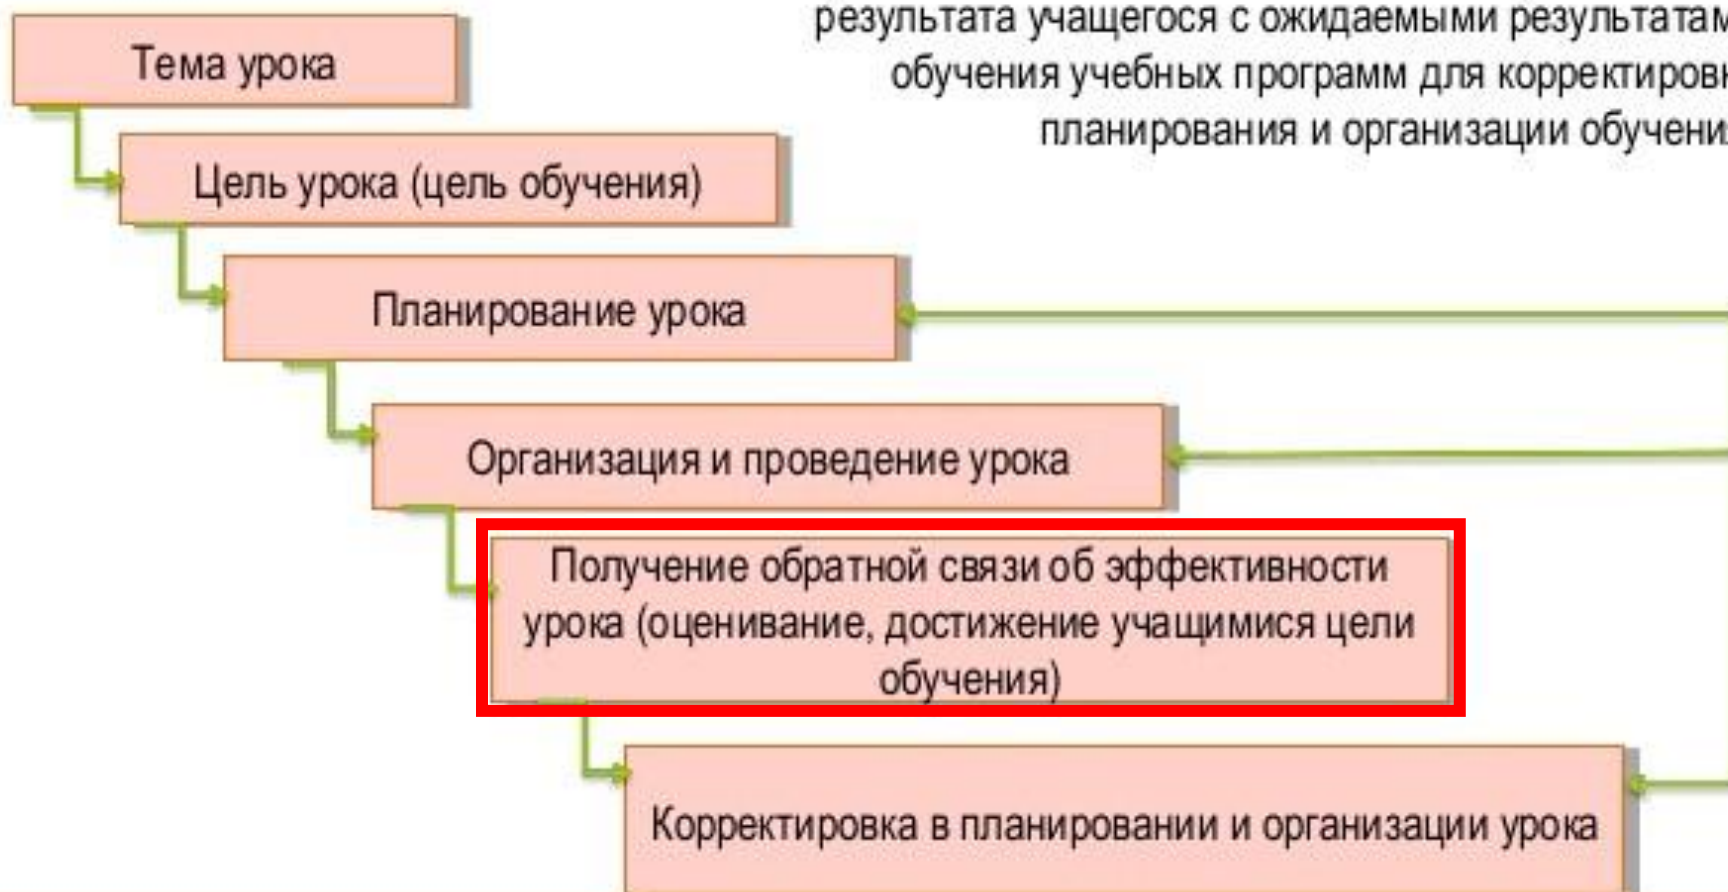 результата учащегося с ожидаемыми результатам
обучения учебных программ для корректировк
планирования и организации обучени
Тема урока
Цель урока (цель обучения)
Планирование урока
Организация и проведение урока
Получение обратной связи об эффективности
урока (оценивание, достижение учащимися цели
обучения)
Корректировка в планировании и организации урока